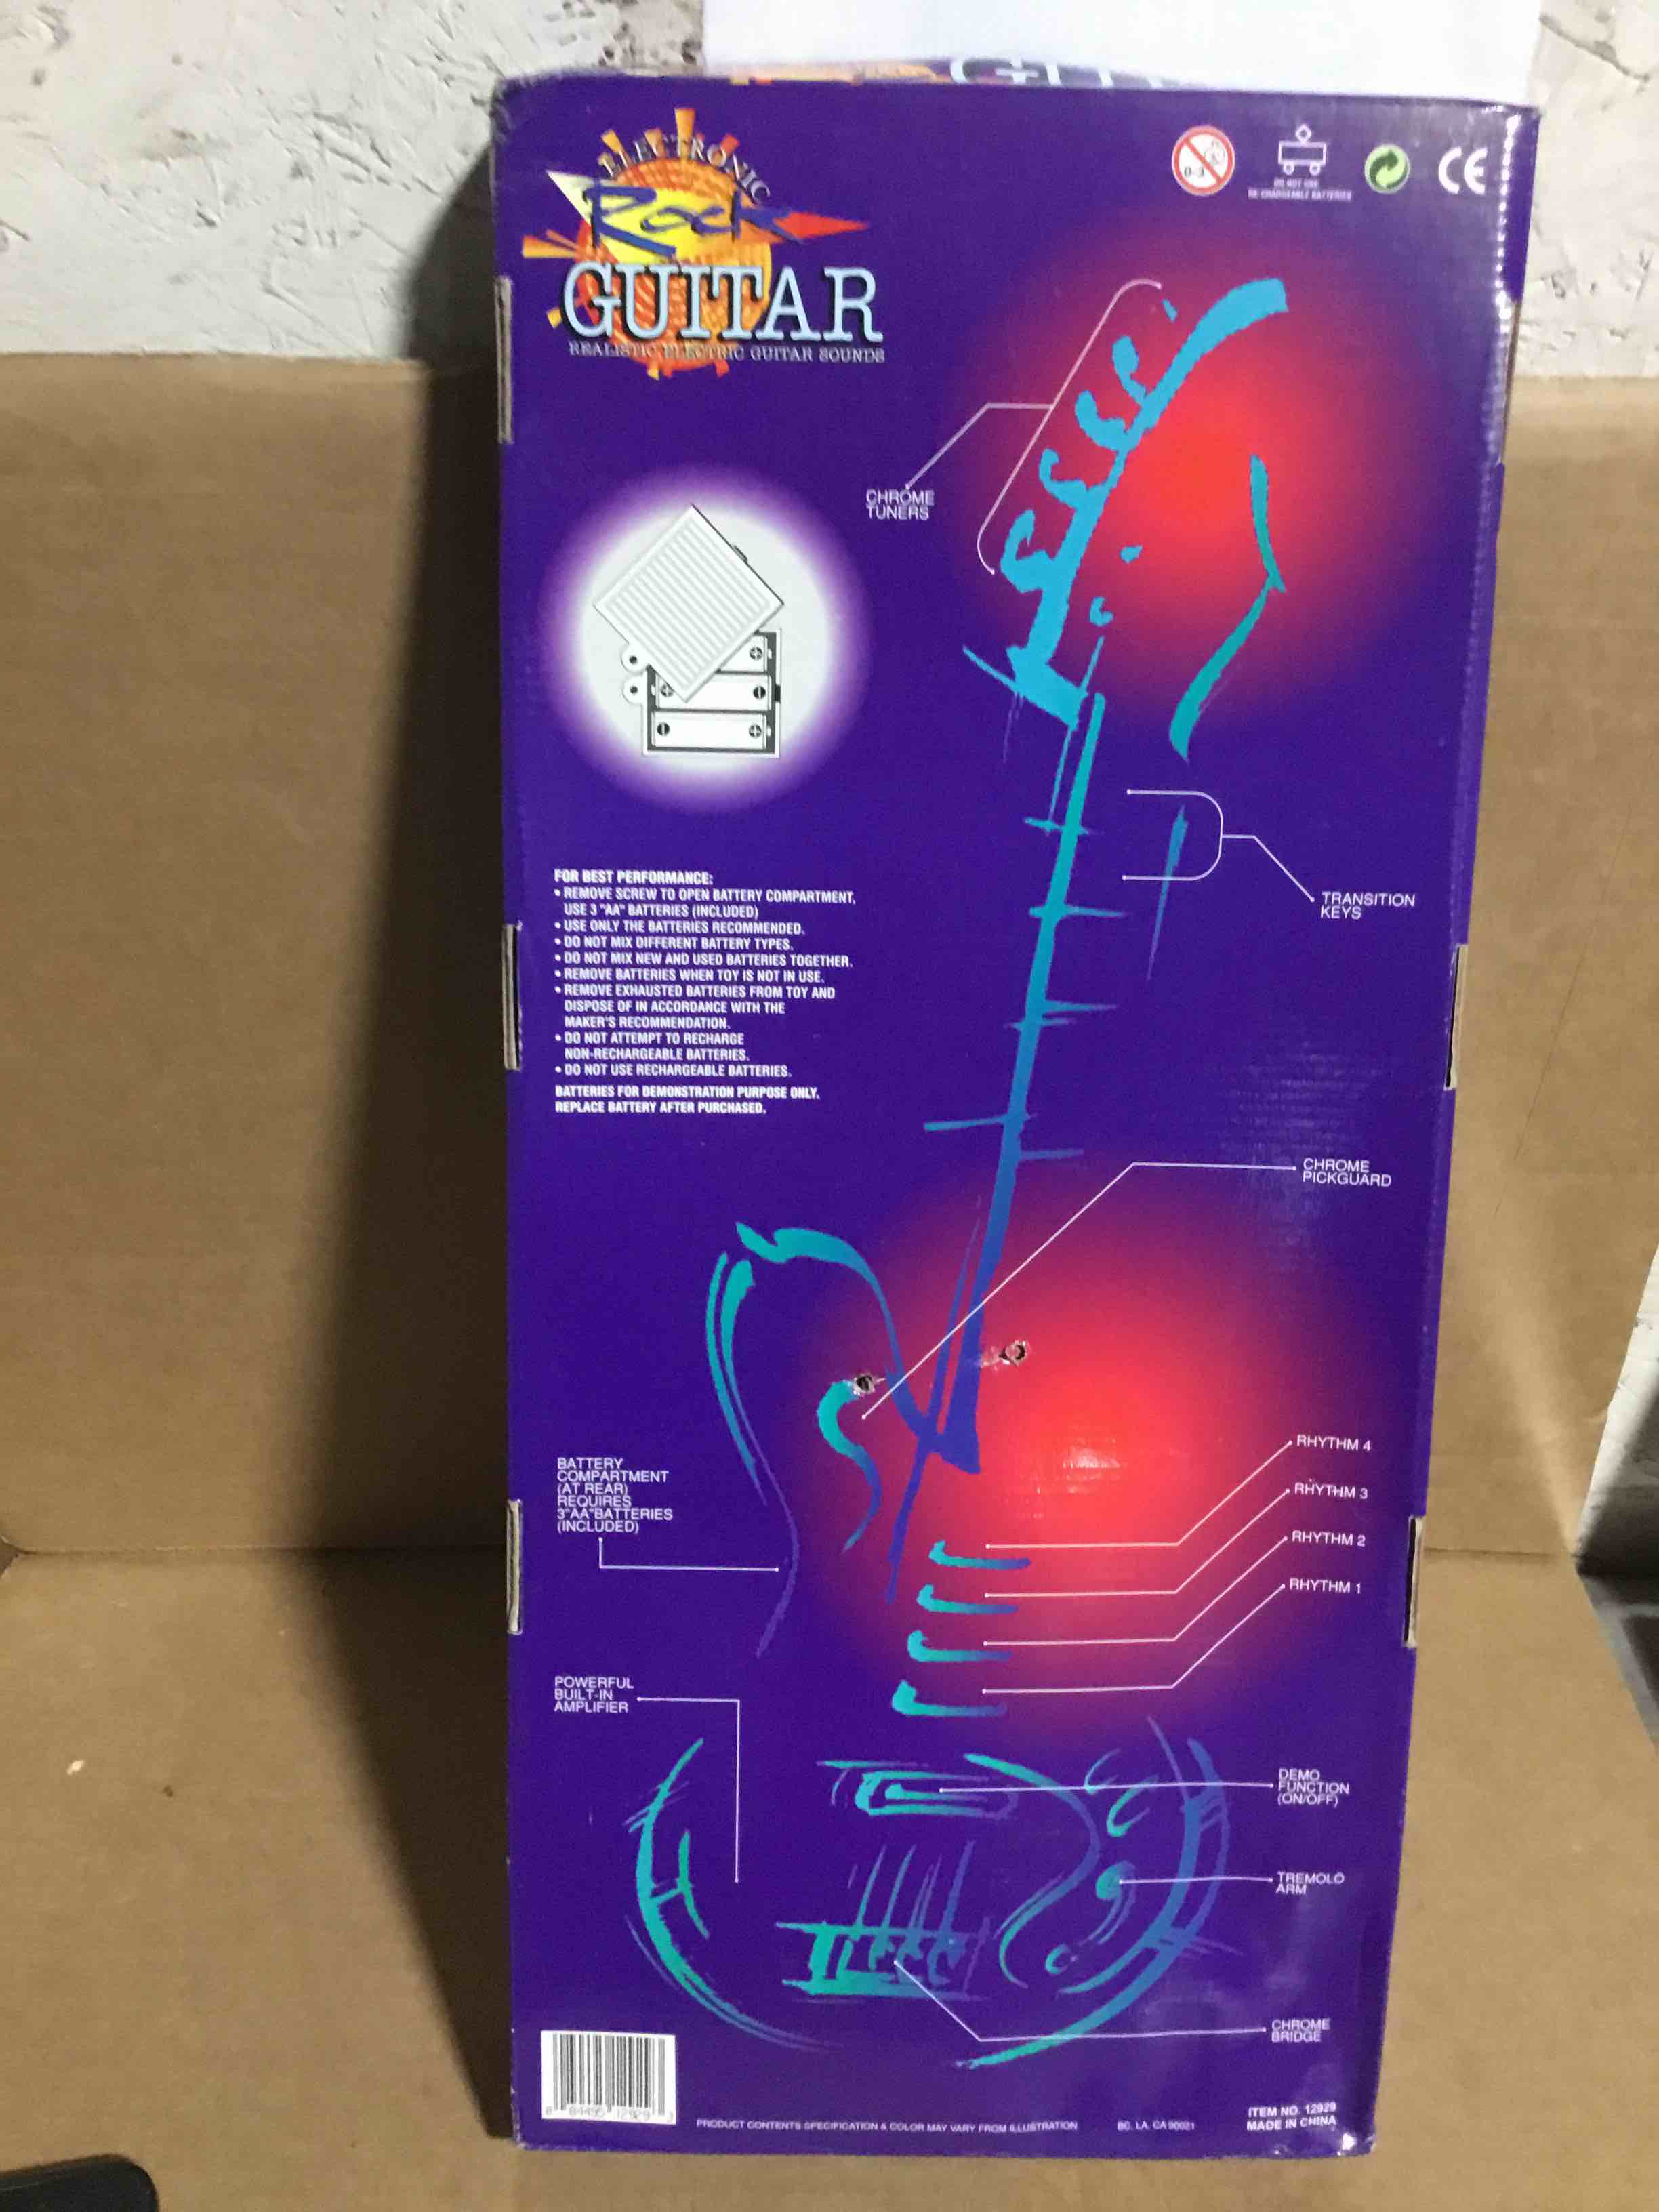 ELECTRONIC
Rock
GUITAR
REALISTIC ELECTRIC GUITAR SOUNDS
0-3
DO NOT USE
RE-CHARGEABLE BATTERIES
CE
CHROME
TUNERS
TRANSITION
KEYS
FOR BEST PERFORMANCE:
• REMOVE SCREW TO OPEN BATTERY COMPARTMENT,
USE 3 "AA" BATTERIES (INCLUDED)
• USE ONLY THE BATTERIES RECOMMENDED.
• DO NOT MIX DIFFERENT BATTERY TYPES.
• DO NOT MIX NEW AND USED BATTERIES TOGETHER.
• REMOVE BATTERIES WHEN TOY IS NOT IN USE.
• REMOVE EXHAUSTED BATTERIES FROM TOY AND
DISPOSE OF IN ACCORDANCE WITH THE
MAKER'S RECOMMENDATION.
• DO NOT ATTEMPT TO RECHARGE
NON-RECHARGEABLE BATTERIES.
• DO NOT USE RECHARGEABLE BATTERIES.
BATTERIES FOR DEMONSTRATION PURPOSE ONLY.
REPLACE BATTERY AFTER PURCHASED.
CHROME
PICKGUARD
BATTERY
COMPARTMENT
(AT REAR)
REQUIRES
3"AA"BATTERIES
(INCLUDED)
RHYTHM 4
RHYTHM 3
RHYTHM 2
RHYTHM 1
POWERFUL
BUILT-IN
AMPLIFIER
DEMO
FUNCTION
(ON/OFF)
TREMOLO
ARM
CHROME
BRIDGE
8 84495 12929 3
PRODUCT CONTENTS SPECIFICATION & COLOR MAY VARY FROM ILLUSTRATION
BC. LA. CA 90021
ITEM NO. 12929
MADE IN CHINA